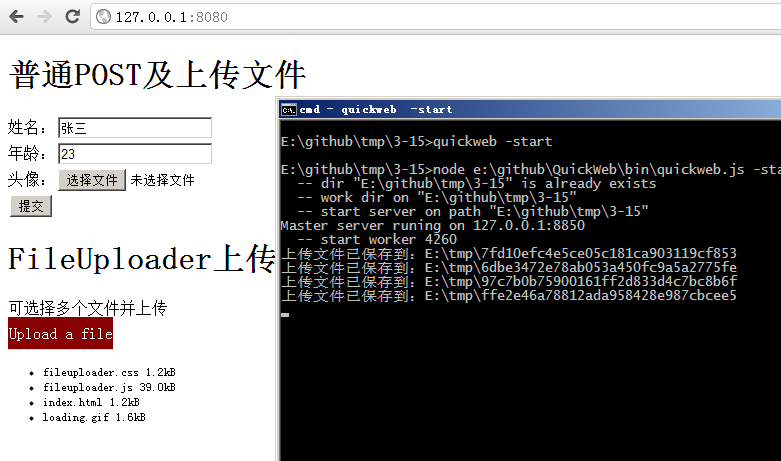 127.0.0.1:8080
普通POST及上传文件
姓名： 张三
年龄： 23
头像： 选择文件 未选择文件
提交
FileUploader上传
可选择多个文件并上传
Upload a file
fileuploader.css 1.2kB
fileuploader.js 39.0kB
index.html 1.2kB
loading.gif 1.6kB
cmd - quickweb -start
E:\github\tmp\3-15>quickweb -start
E:\github\tmp\3-15>node e:\github\QuickWeb\bin\quickweb.js -sta
-- dir "E:\github\tmp\3-15" is already exists
-- work dir on "E:\github\tmp\3-15"
-- start server on path "E:\github\tmp\3-15"
Master server runing on 127.0.0.1:8850
-- start worker 4260
上传文件已保存到：E:\tmp\7fd10efc4e5ce05c181ca903119cf853
上传文件已保存到：E:\tmp\6dbe3472e78ab053a450fc9a5a2775fe
上传文件已保存到：E:\tmp\97c7b0b75900161ff2d833d4c7bc8b6f
上传文件已保存到：E:\tmp\ffe2e46a78812ada958428e987cbcee5